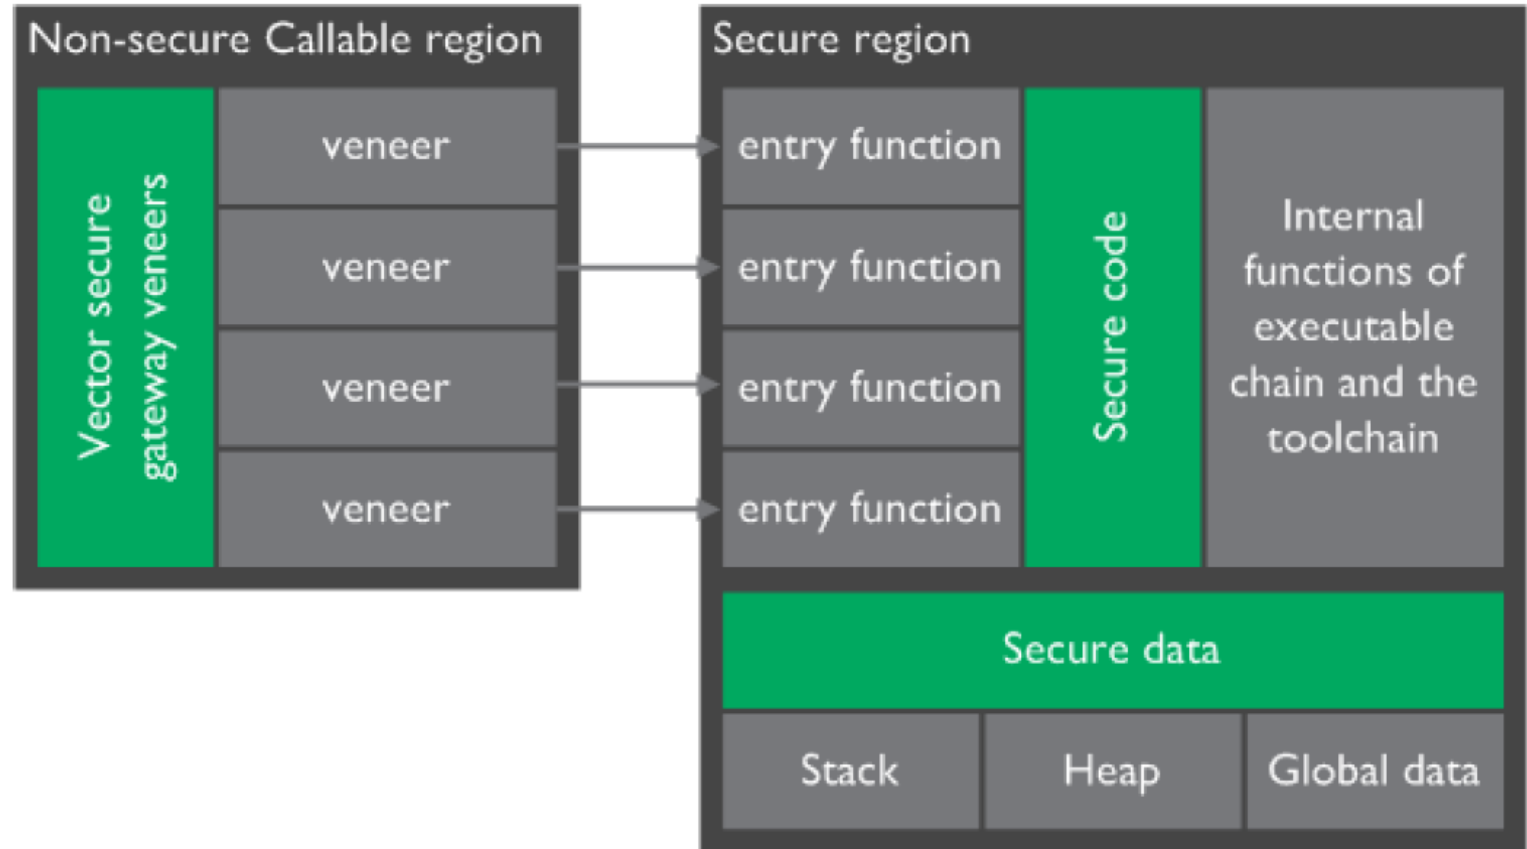 Non-secure Callable region
Vector secure
gateway veneers
veneer
veneer
veneer
veneer
Secure region
entry function
entry function
entry function
entry function
Secure code
Internal
functions of
executable
chain and the
toolchain
Secure data
Stack
Heap
Global data